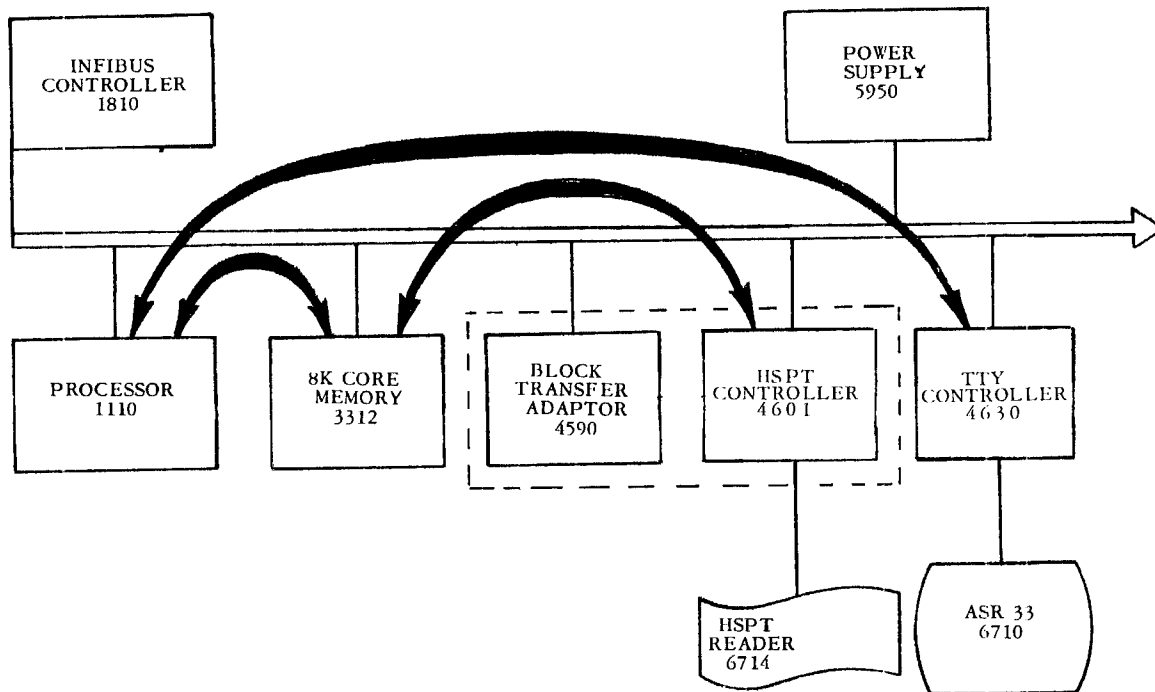 INFIBUS
CONTROLLER
1810
POWER
SUPPLY
5950
PROCESSOR
1110
8K CORE
MEMORY
3312
BLOCK
TRANSFER
ADAPTOR
4590
HSPT
CONTROLLER
4601
TTY
CONTROLLER
4630
HSPT
READER
6714
ASR 33
6710